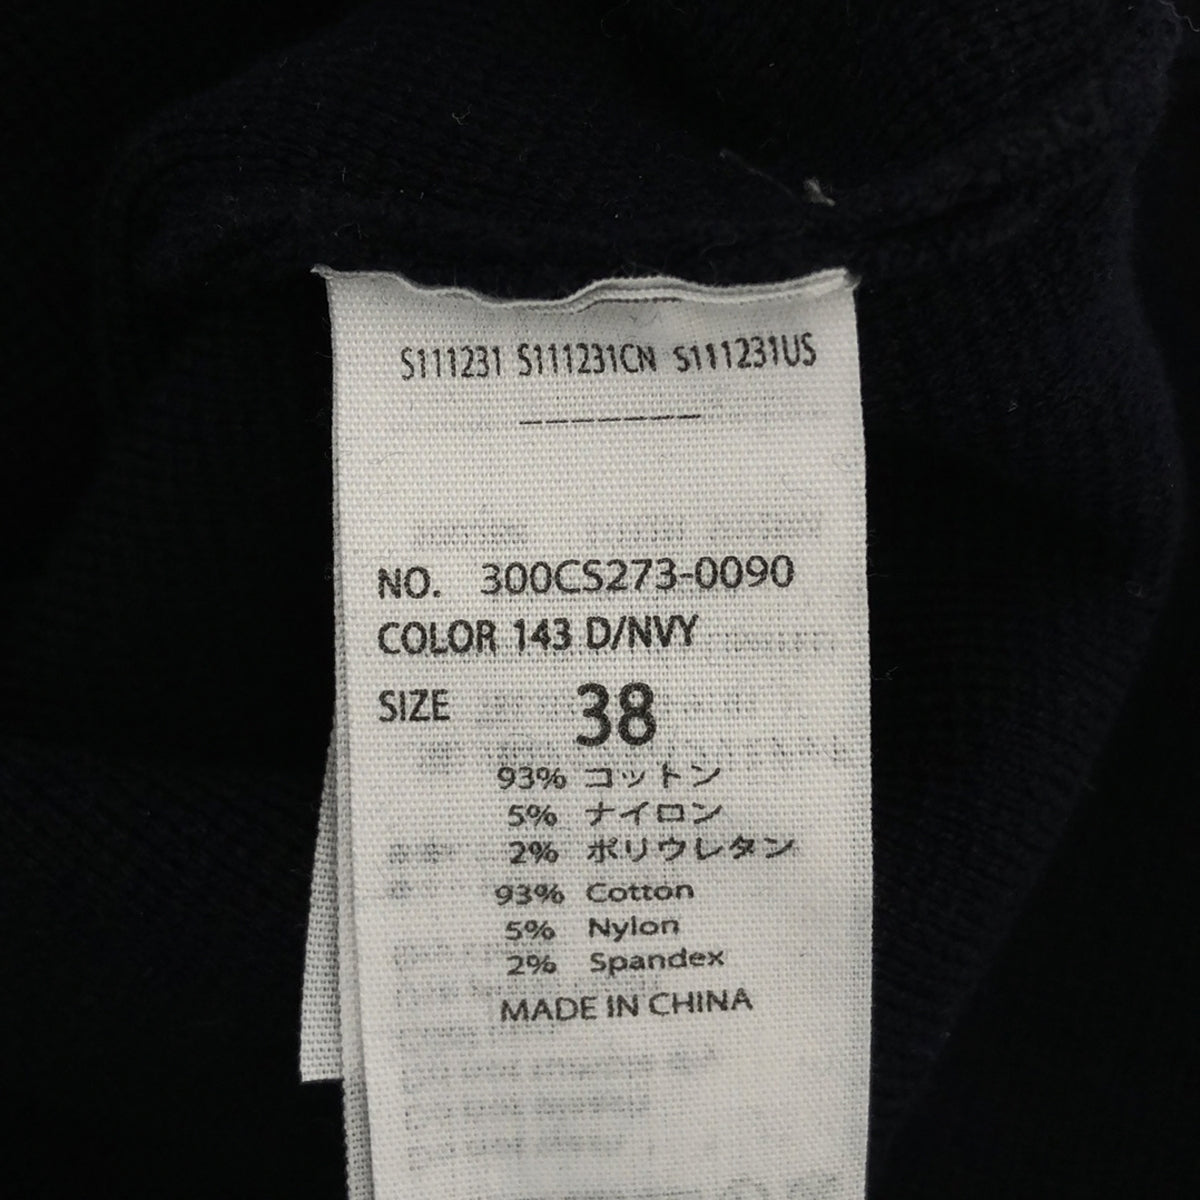 S111231 S111231CN S111231US
-------
NO. 300CS273-0090
COLOR 143 D/NVY
SIZE 38
93% コットン
5% ナイロン
2% ポリウレタン
93% Cotton
5% Nylon
2% Spandex
MADE IN CHINA